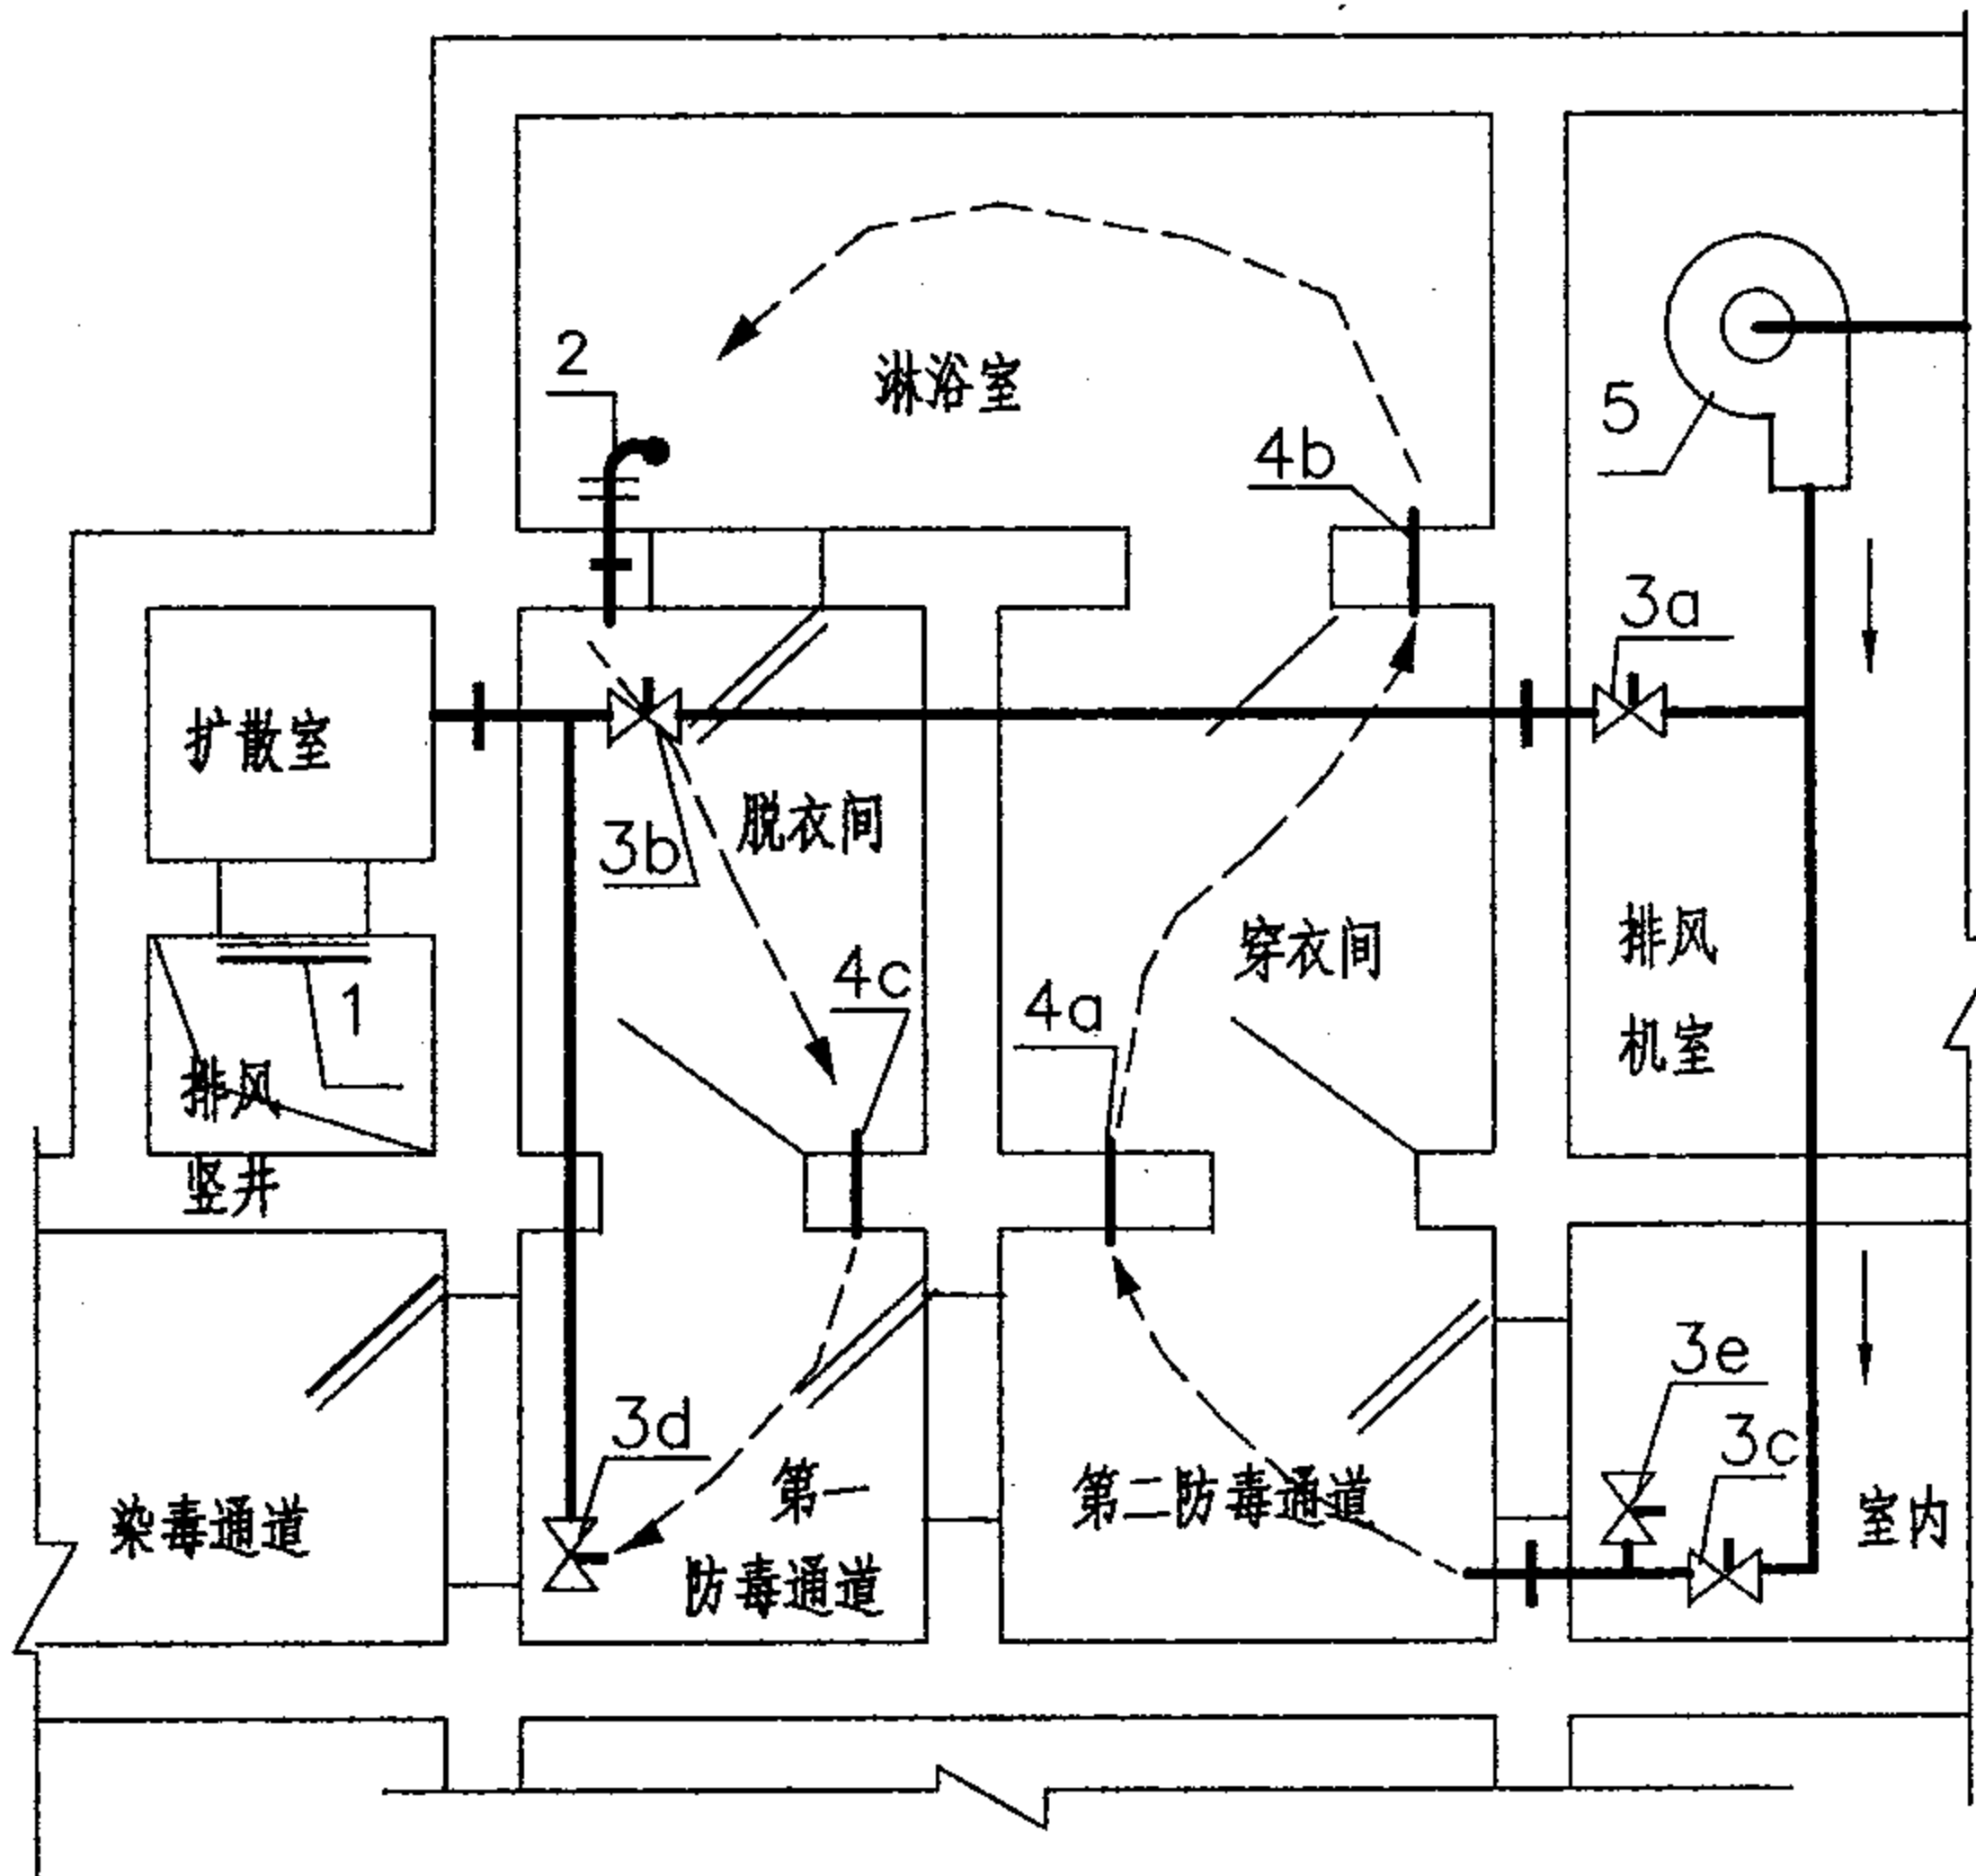 2
淋浴室
5
4b
3a
扩散室
3b
脱衣间
4c
4a
穿衣间
排风
机室
1
排风
竖井
3d
3e
3c
第一
防毒通道
第二防毒通道
染毒通道
室内